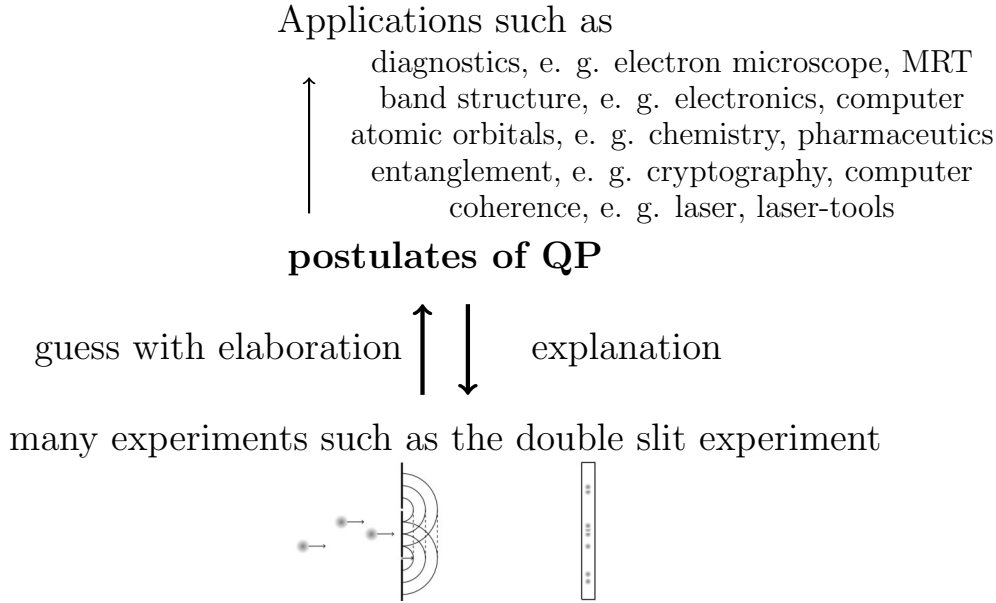 Applications such as
diagnostics, e. g. electron microscope, MRT
band structure, e. g. electronics, computer
atomic orbitals, e. g. chemistry, pharmaceutics
entanglement, e. g. cryptography, computer
coherence, e. g. laser, laser-tools
postulates of QP
guess with elaboration
explanation
many experiments such as the double slit experiment